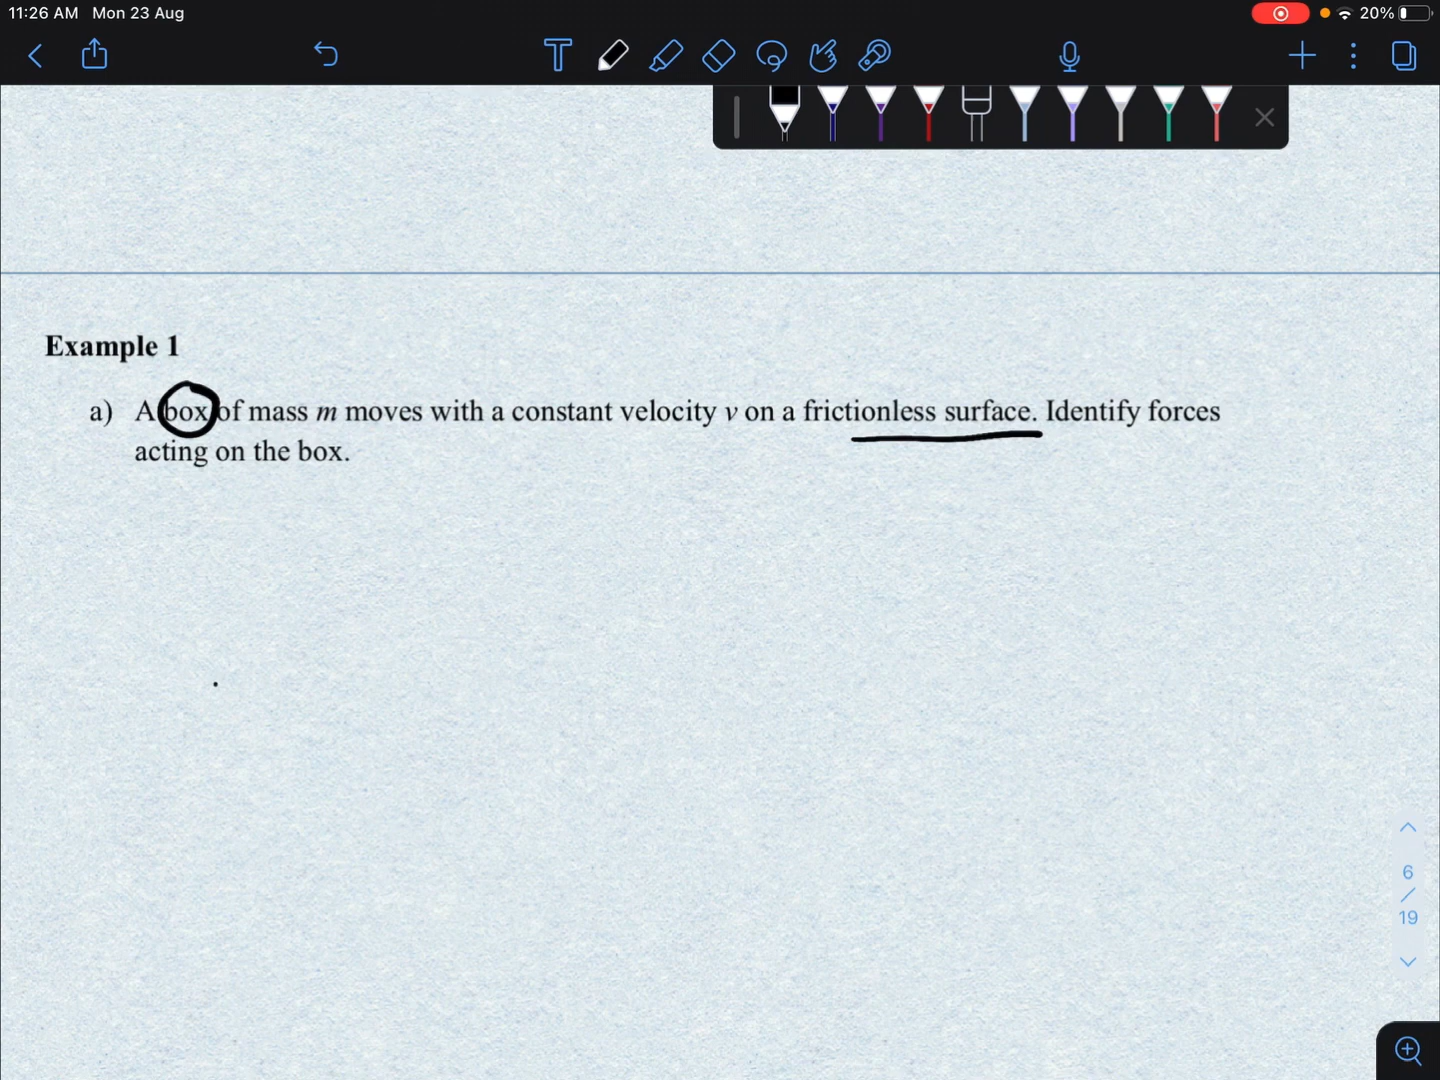 11:26 AM Mon 23 Aug
20%
T
Example 1
a) A box of mass m moves with a constant velocity v on a frictionless surface. Identify forces
acting on the box.
6
/
19